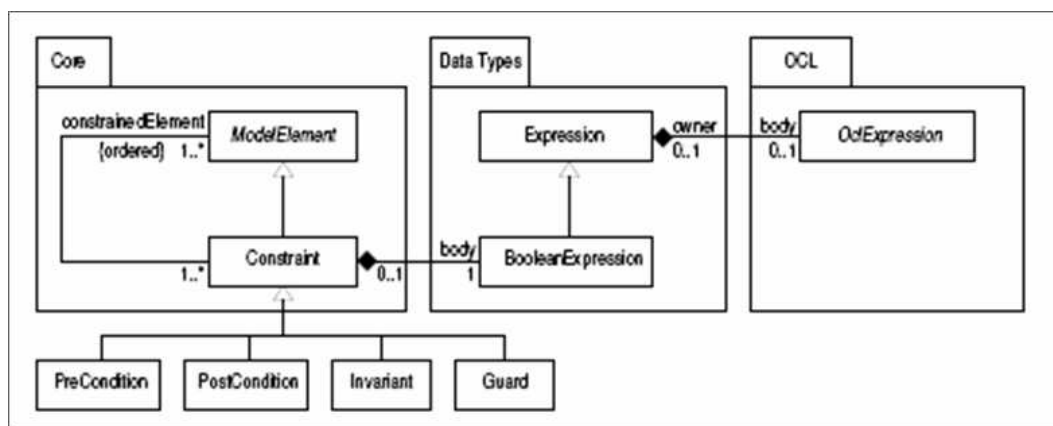 Core
Data Types
OCL
constrainedElement
{ordered} 1..*
ModelElement
Expression
owner
0..1
body
0..1
OclExpression
1..*
Constraint
0..1
body
1
BooleanExpression
PreCondition
PostCondition
Invariant
Guard